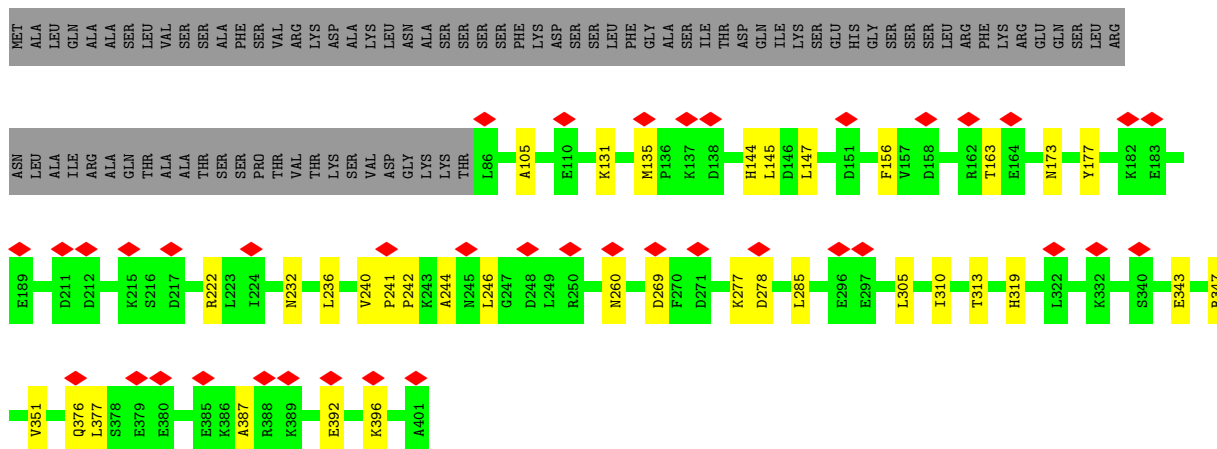 MET ALA LEU GLN ALA ALA SER LEU VAL SER SER ALA PHE SER VAL ARG LYS ASP ALA LYS LEU ASN ALA SER SER SER SER PHE LYS ASP SER SER LEU PHE GLY ALA SER ILE THR ASP GLN ILE LYS SER GLU HIS GLY SER SER SER LEU ARG PHE LYS ARG GLU GLN SER LEU ARG
ASN LEU ALA ILE ARG ALA GLN THR ALA ALA THR SER SER PRO THR VAL THR LYS SER VAL ASP GLY LYS LYS THR L86 A105 E110 K131 M135 P136 K137 D138 H144 L145 D146 L147 D151 F156 V157 D158 R162 T163 E164 N173 Y177 K182 E183
E189 D211 D212 K215 S216 D217 R222 L223 I224 N232 L236 V240 P241 P242 K243 A244 N245 L246 G247 D248 L249 R250 N260 D269 F270 D271 K277 D278 L285 E296 E297 L305 I310 T313 H319 L322 K332 S340 E343 R347
V351 Q376 L377 S378 E379 E380 E385 K386 A387 R388 K389 E392 K396 A401